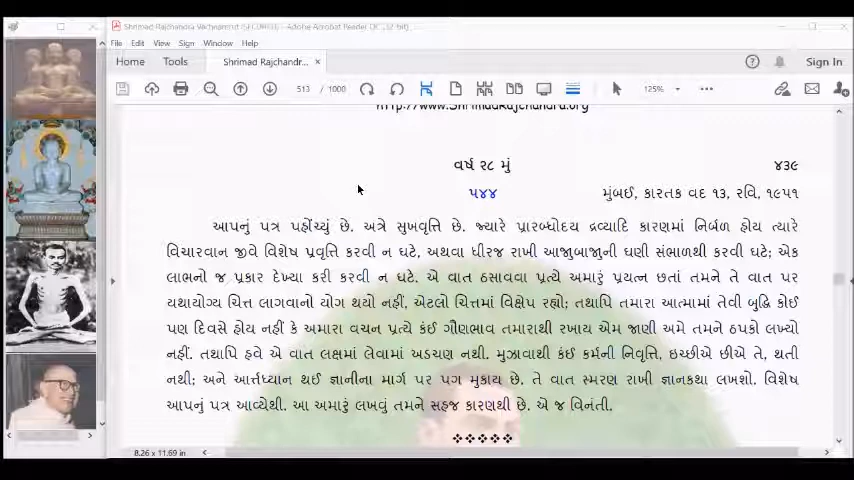 Shrimad Rajchandra Vachnamrut (SECURED) - Adobe Acrobat Reader DC (32-bit)
File Edit View Sign Window Help
Home Tools Shrimad Rajchandr... × Sign In
513 / 1000 125%
http://www.ShrimadRajchandra.org
વર્ષ ૨૮ મું ૪૩૯
૫૪૪ મુંબઈ, કારતક વદ ૧૩, રવિ, ૧૯૫૧
આપનું પત્ર પહોંચ્યું છે. અત્રે સુખવૃત્તિ છે. જ્યારે પ્રારબ્ધોદય દ્રવ્યાદિ કારણમાં નિર્બળ હોય ત્યારે
વિચારવાન જીવે વિશેષ પ્રવૃત્તિ કરવી ન ઘટે, અથવા ધીરજ રાખી આજુબાજુની ઘણી સંભાળથી કરવી ઘટે; એક
લાભનો જ પ્રકાર દેખ્યા કરી કરવી ન ઘટે. એ વાત ઠસાવવા પ્રત્યે અમારું પ્રયત્ન છતાં તમને તે વાત પર
યથાયોગ્ય ચિત્ત લાગવાનો યોગ થયો નહીં, એટલો ચિત્તમાં વિક્ષેપ રહ્યો; તથાપિ તમારા આત્મામાં તેવી બુદ્ધિ કોઈ
પણ દિવસે હોય નહીં કે અમારા વચન પ્રત્યે કંઈ ગૌણભાવ તમારાથી રખાય એમ જાણી અમે તમને ઠપકો લખ્યો
નહીં. તથાપિ હવે એ વાત લક્ષમાં લેવામાં અડચણ નથી. મુઝાવાથી કંઈ કર્મની નિવૃત્તિ, ઇચ્છીએ છીએ તે, થતી
નથી; અને આર્ત્તધ્યાન થઈ જ્ઞાનીના માર્ગ પર પગ મુકાય છે. તે વાત સ્મરણ રાખી જ્ઞાનકથા લખશો. વિશેષ
આપનું પત્ર આવ્યેથી. આ અમારું લખવું તમને સહજ કારણથી છે. એ જ વિનંતી.
8.26 x 11.69 in